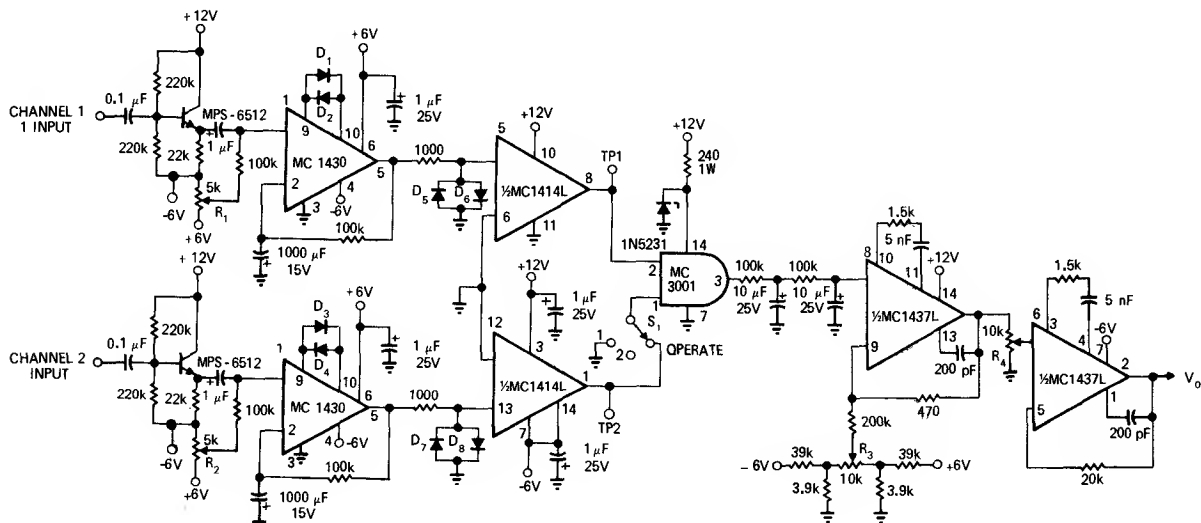 +12V
220k
0.1 μF
CHANNEL 1
1 INPUT
MPS-6512
220k
22k
1 μF
100k
5k
-6V
R1
+6V
1
D1
D2
9
10
MC 1430
6
5
2
3
4
-6V
+6V
1 μF
25V
100k
1000 μF
15V
1000
D5
D6
5
+12V
10
½MC1414L
8
6
11
TP1
+12V
240
1W
1N5231
14
2
MC
3001
3
1
7
S1
OPERATE
1
2
100k
100k
10 μF
25V
10 μF
25V
1.5k
5 nF
8
10
11
+12V
14
½MC1437L
13
9
200 pF
470
200k
R3
-6V
39k
10k
39k
+6V
3.9k
3.9k
10k
R4
1.5k
5 nF
6
3
4
-6V
7
½MC1437L
2
5
1
200 pF
20k
Vo
+12V
220k
0.1 μF
CHANNEL 2
INPUT
MPS-6512
220k
22k
1 μF
100k
5k
-6V
R2
+6V
1
D3
D4
9
10
MC 1430
6
5
2
3
4
-6V
+6V
1 μF
25V
100k
1000 μF
15V
1000
D7
D8
12
+12V
3
1 μF
25V
½MC1414L
1
13
14
7
-6V
1 μF
25V
TP2